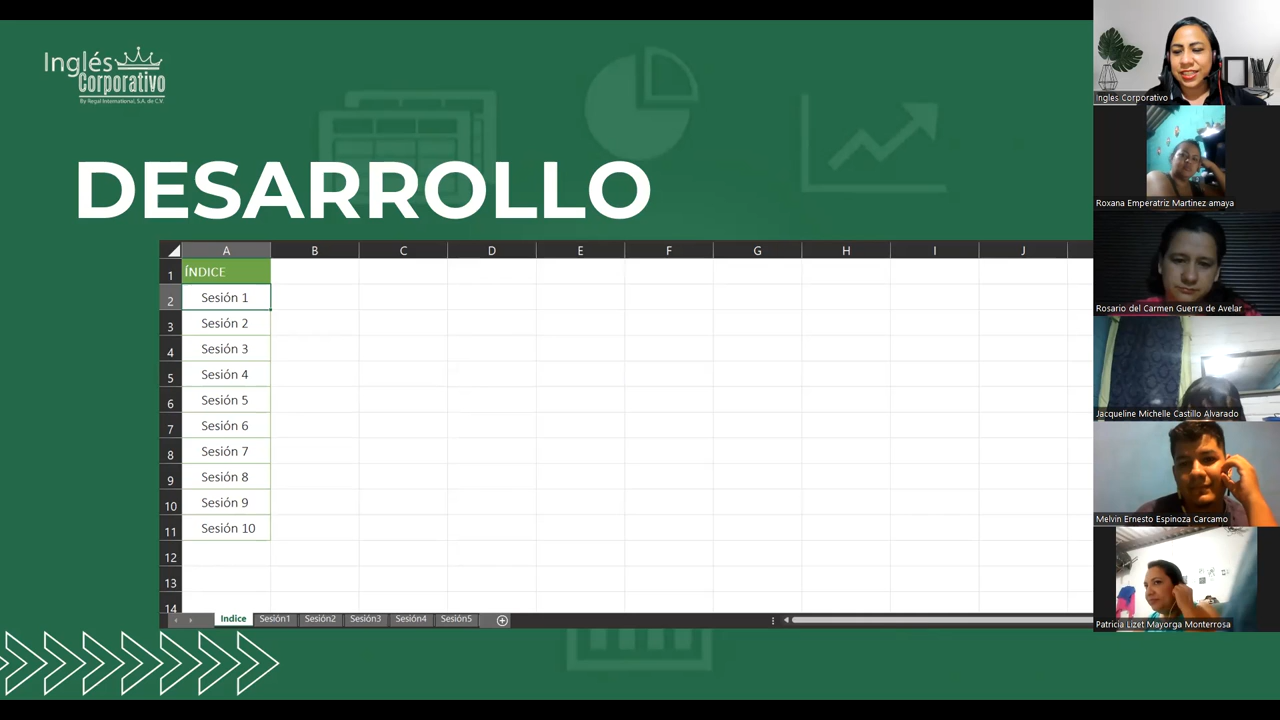 Inglés
Corporativo
By Regal International, S.A. de C.V.
DESARROLLO
A B C D E F G H I J
1 ÍNDICE
2 Sesión 1
3 Sesión 2
4 Sesión 3
5 Sesión 4
6 Sesión 5
7 Sesión 6
8 Sesión 7
9 Sesión 8
10 Sesión 9
11 Sesión 10
12
13
14
Indice Sesión1 Sesión2 Sesión3 Sesión4 Sesión5
Ingles Corporativo
Roxana Emperatriz Martinez amaya
Rosario del Carmen Guerra de Avelar
Jacqueline Michelle Castillo Alvarado
Melvin Ernesto Espinoza Carcamo
Patricia Lizet Mayorga Monterrosa